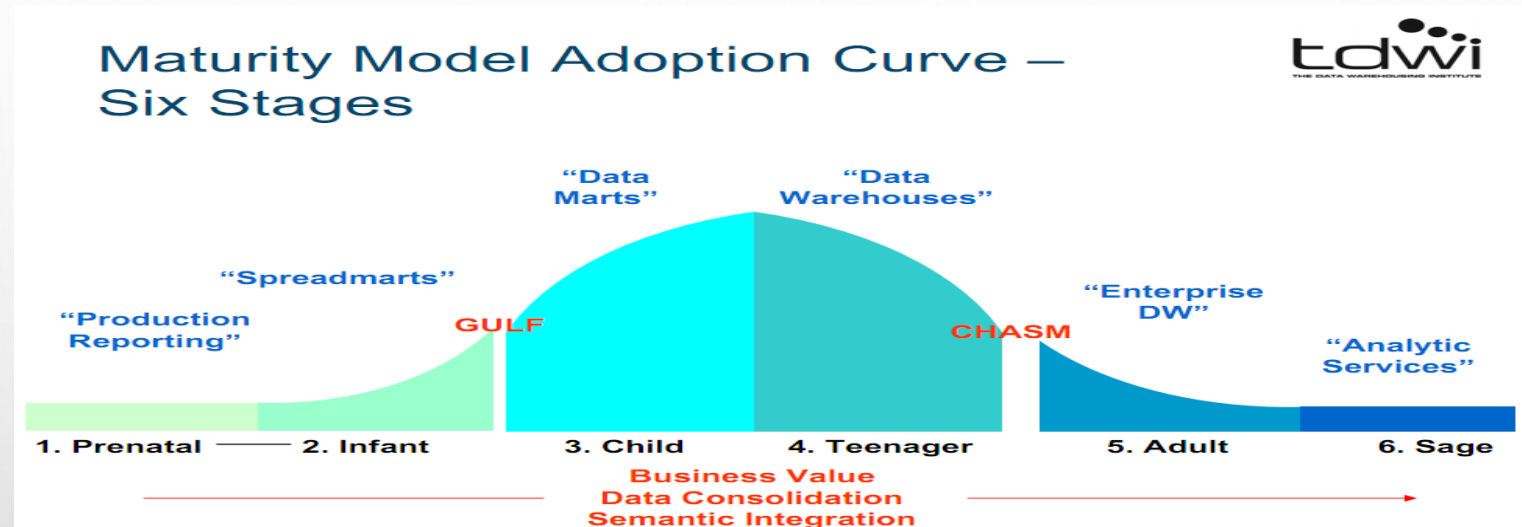 Maturity Model Adoption Curve –
Six Stages
tdwi
THE DATA WAREHOUSING INSTITUTE
“Data
Marts”
“Data
Warehouses”
“Spreadmarts”
“Production
Reporting”
GULF
CHASM
“Enterprise
DW”
“Analytic
Services”
1. Prenatal
2. Infant
3. Child
4. Teenager
5. Adult
6. Sage
Business Value
Data Consolidation
Semantic Integration